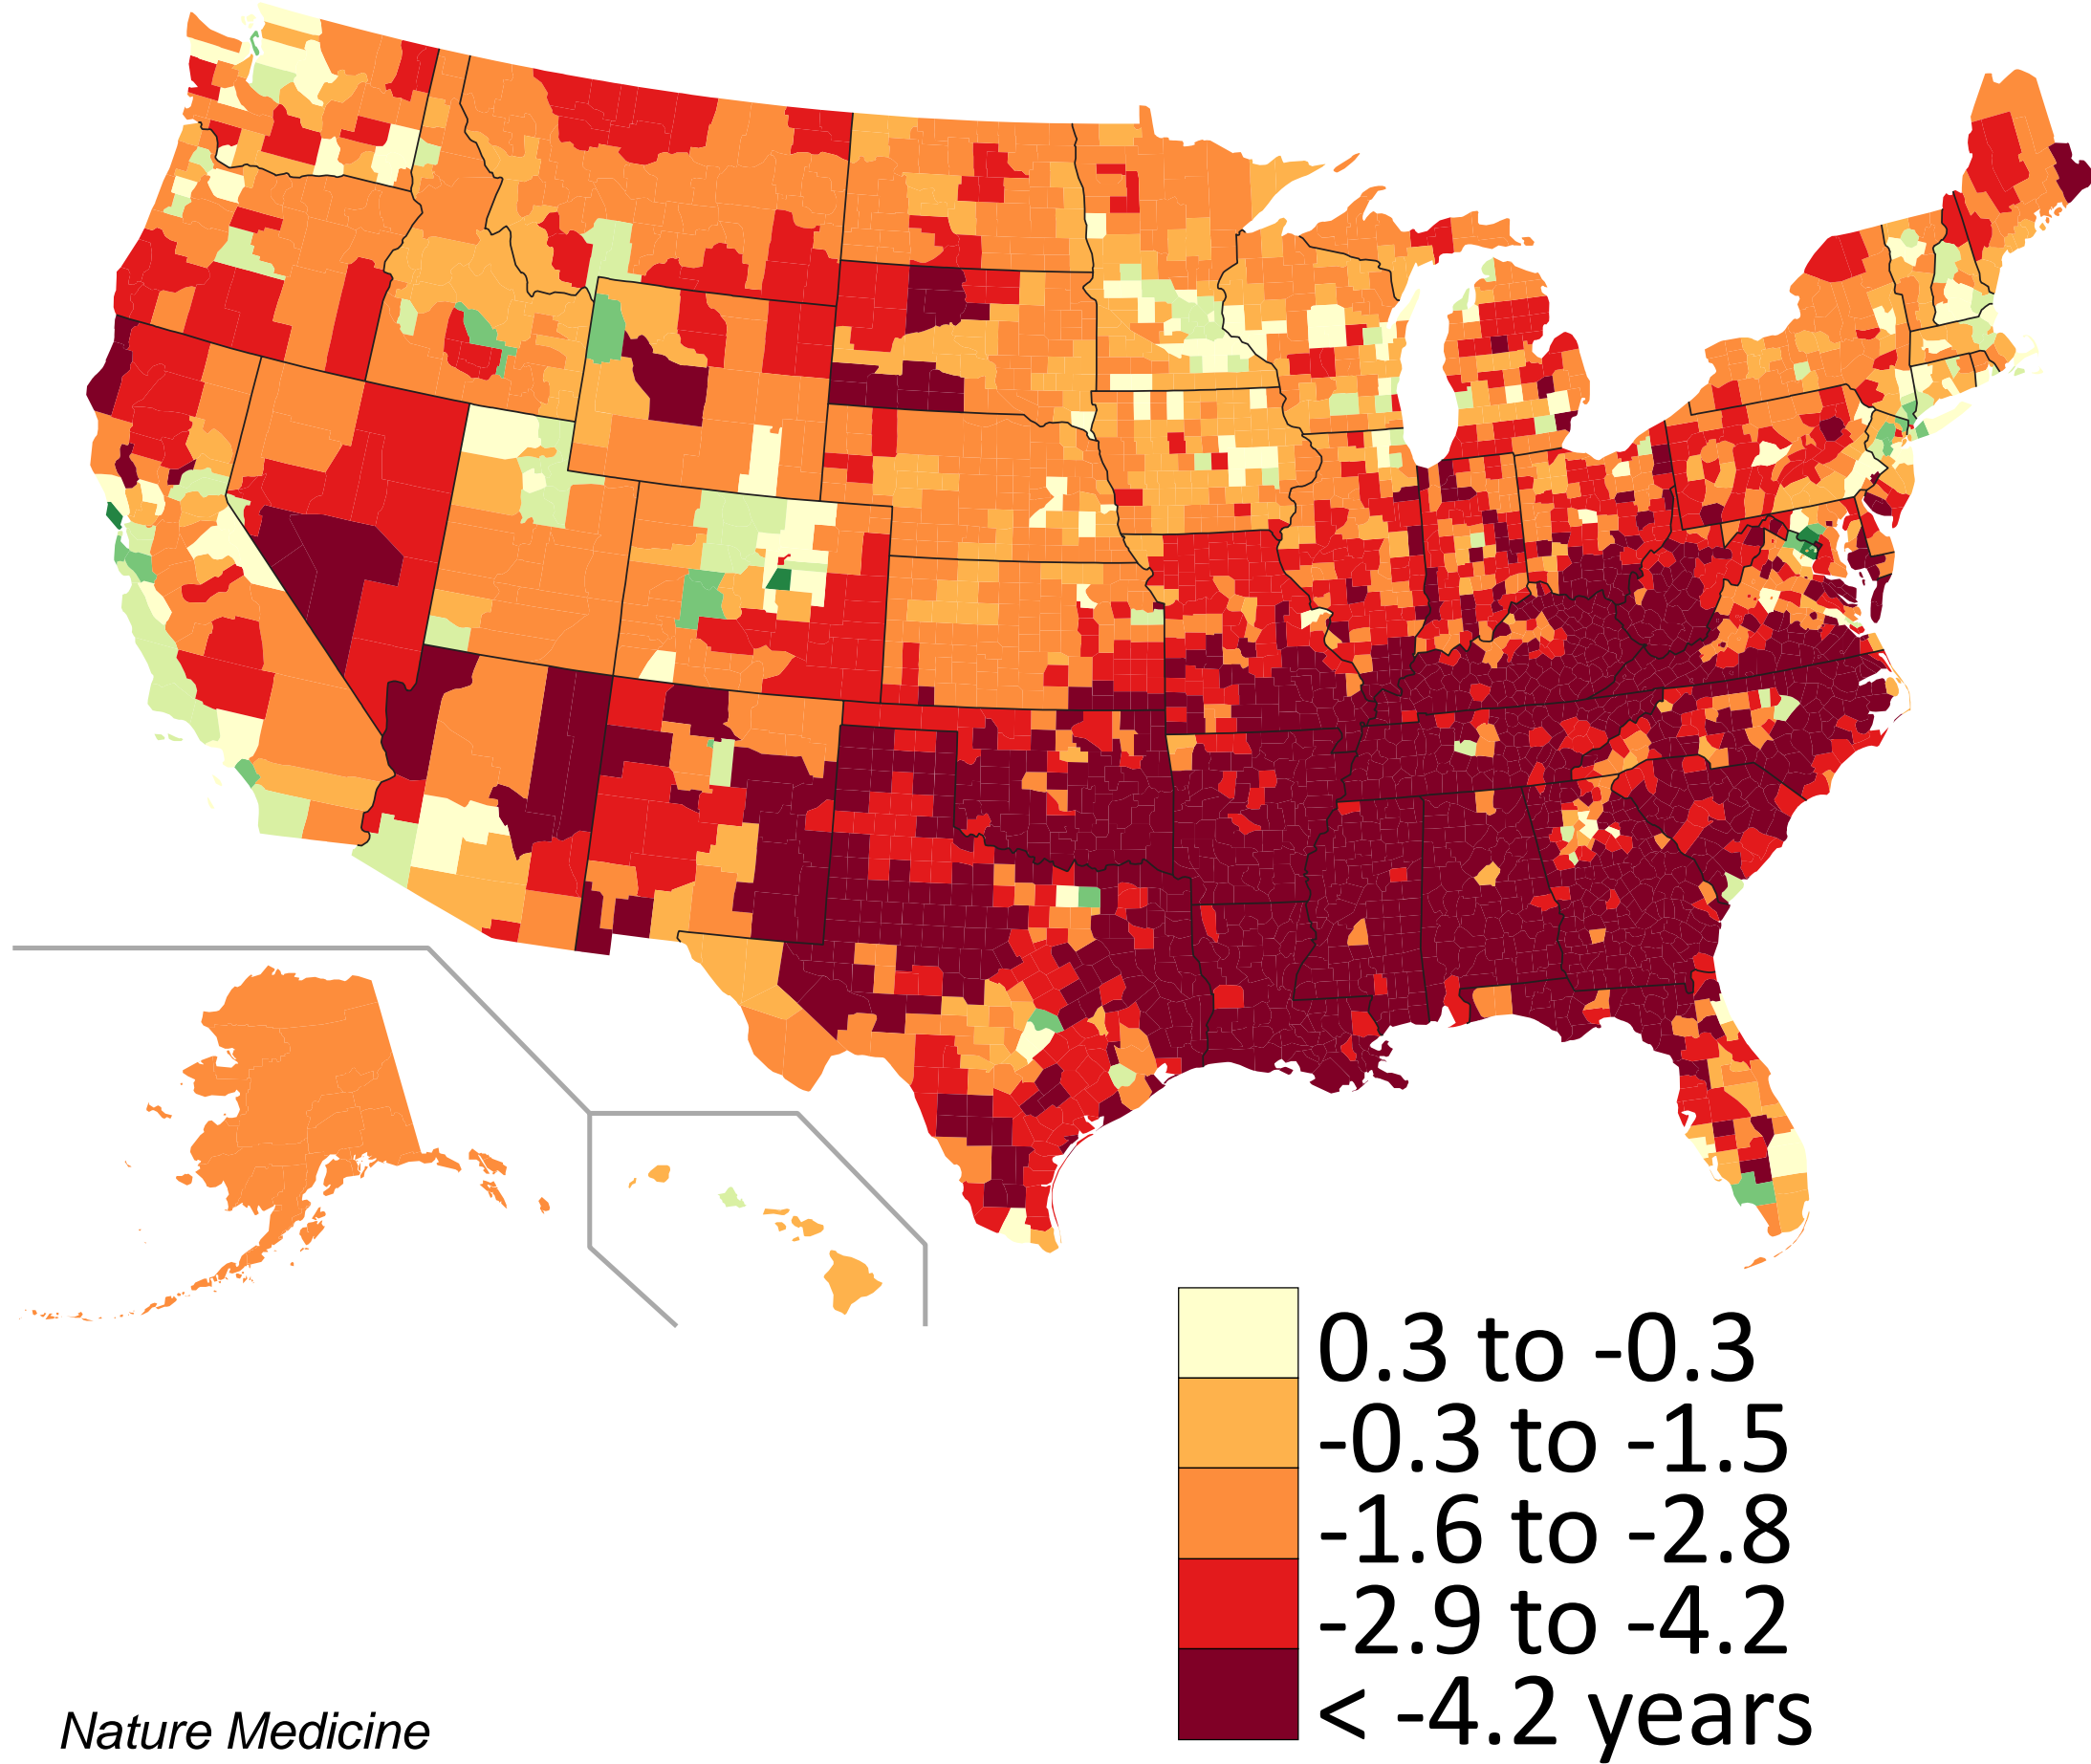 0.3 to -0.3
-0.3 to -1.5
-1.6 to -2.8
-2.9 to -4.2
< -4.2 years
Nature Medicine